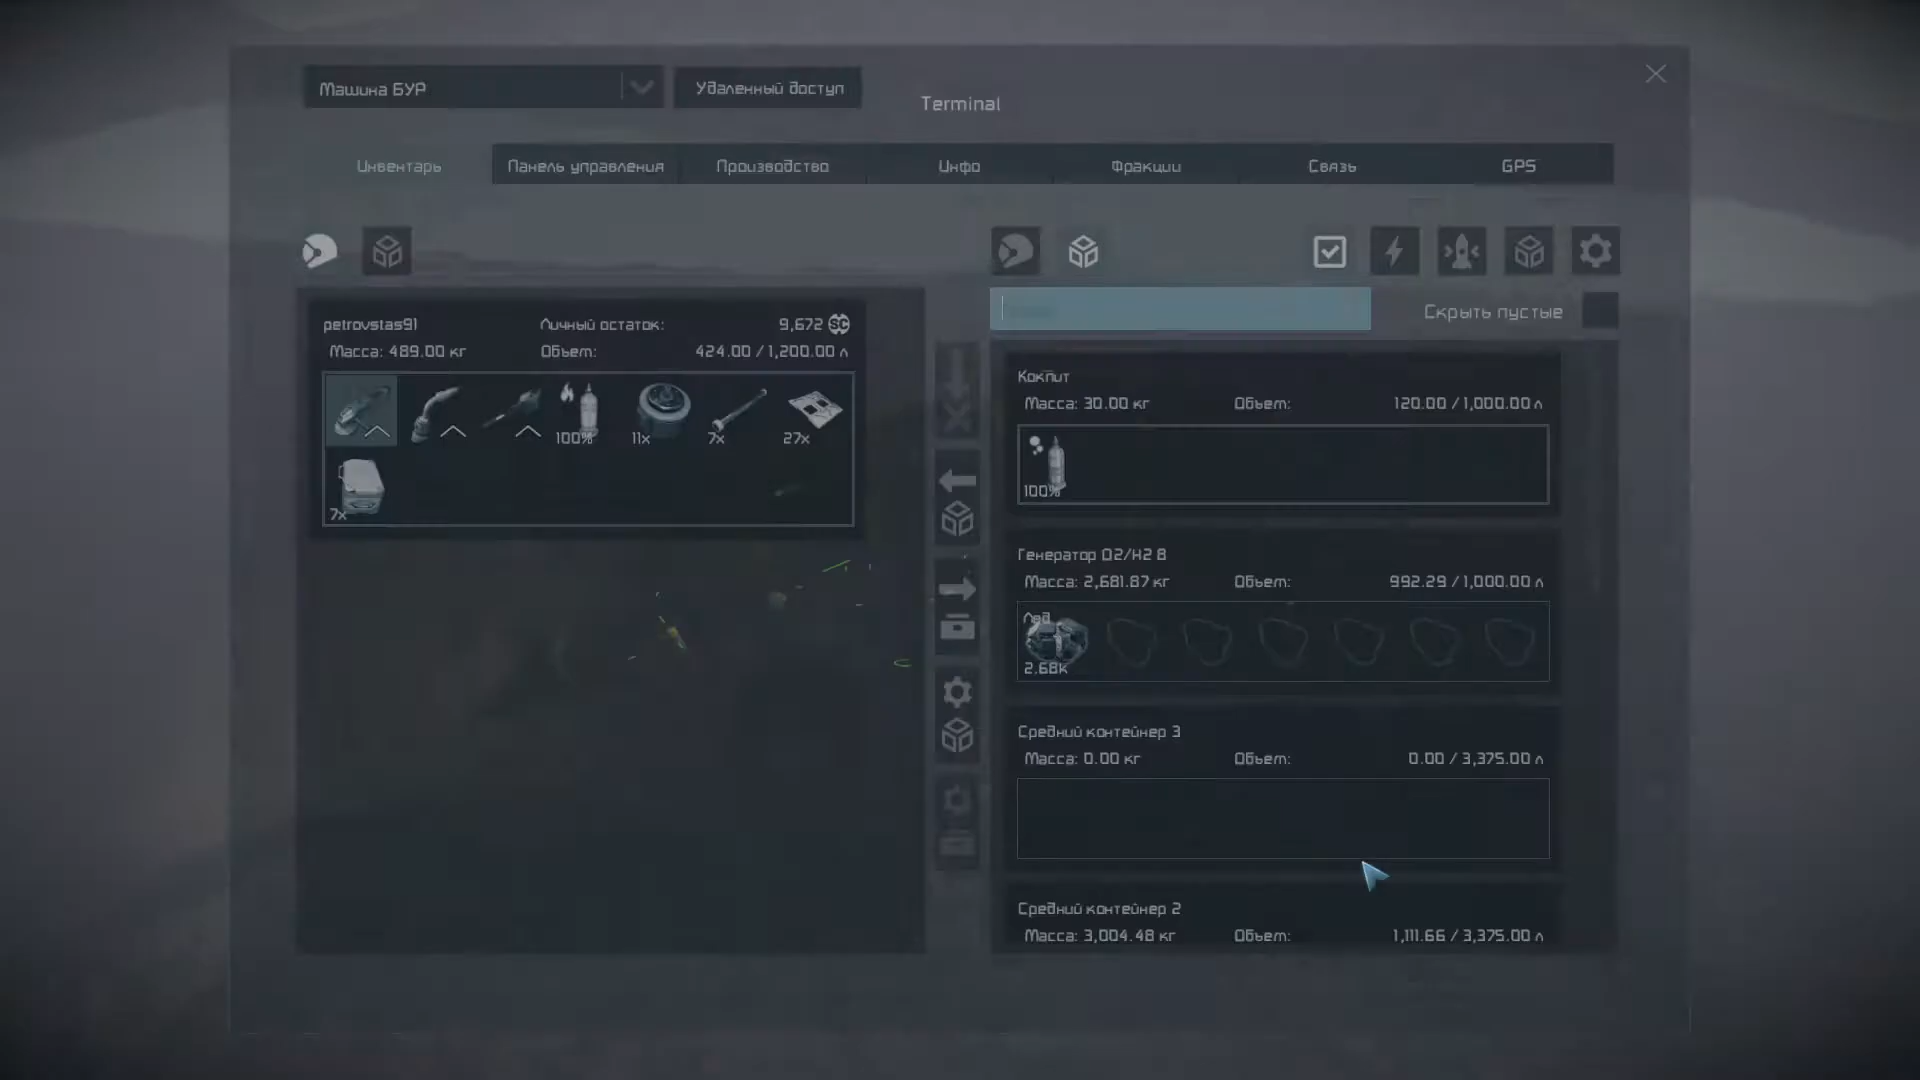 Машина БУР
Удаленный доступ
Terminal
Инвентарь
Панель управления
Производство
Инфо
Фракции
Связь
GPS
petrovstas91
Личный остаток:
9,672 SC
Масса: 489.00 кг
Объем:
424.00 / 1,200.00 л
100%
11x
7x
27x
7x
Скрыть пустые
Кокпит
Масса: 30.00 кг
Объем:
120.00 / 1,000.00 л
100%
Генератор O2/H2 8
Масса: 2,681.87 кг
Объем:
992.29 / 1,000.00 л
Лед
2.68k
Средний контейнер 3
Масса: 0.00 кг
Объем:
0.00 / 3,375.00 л
Средний контейнер 2
Масса: 3,004.48 кг
Объем:
1,111.66 / 3,375.00 л